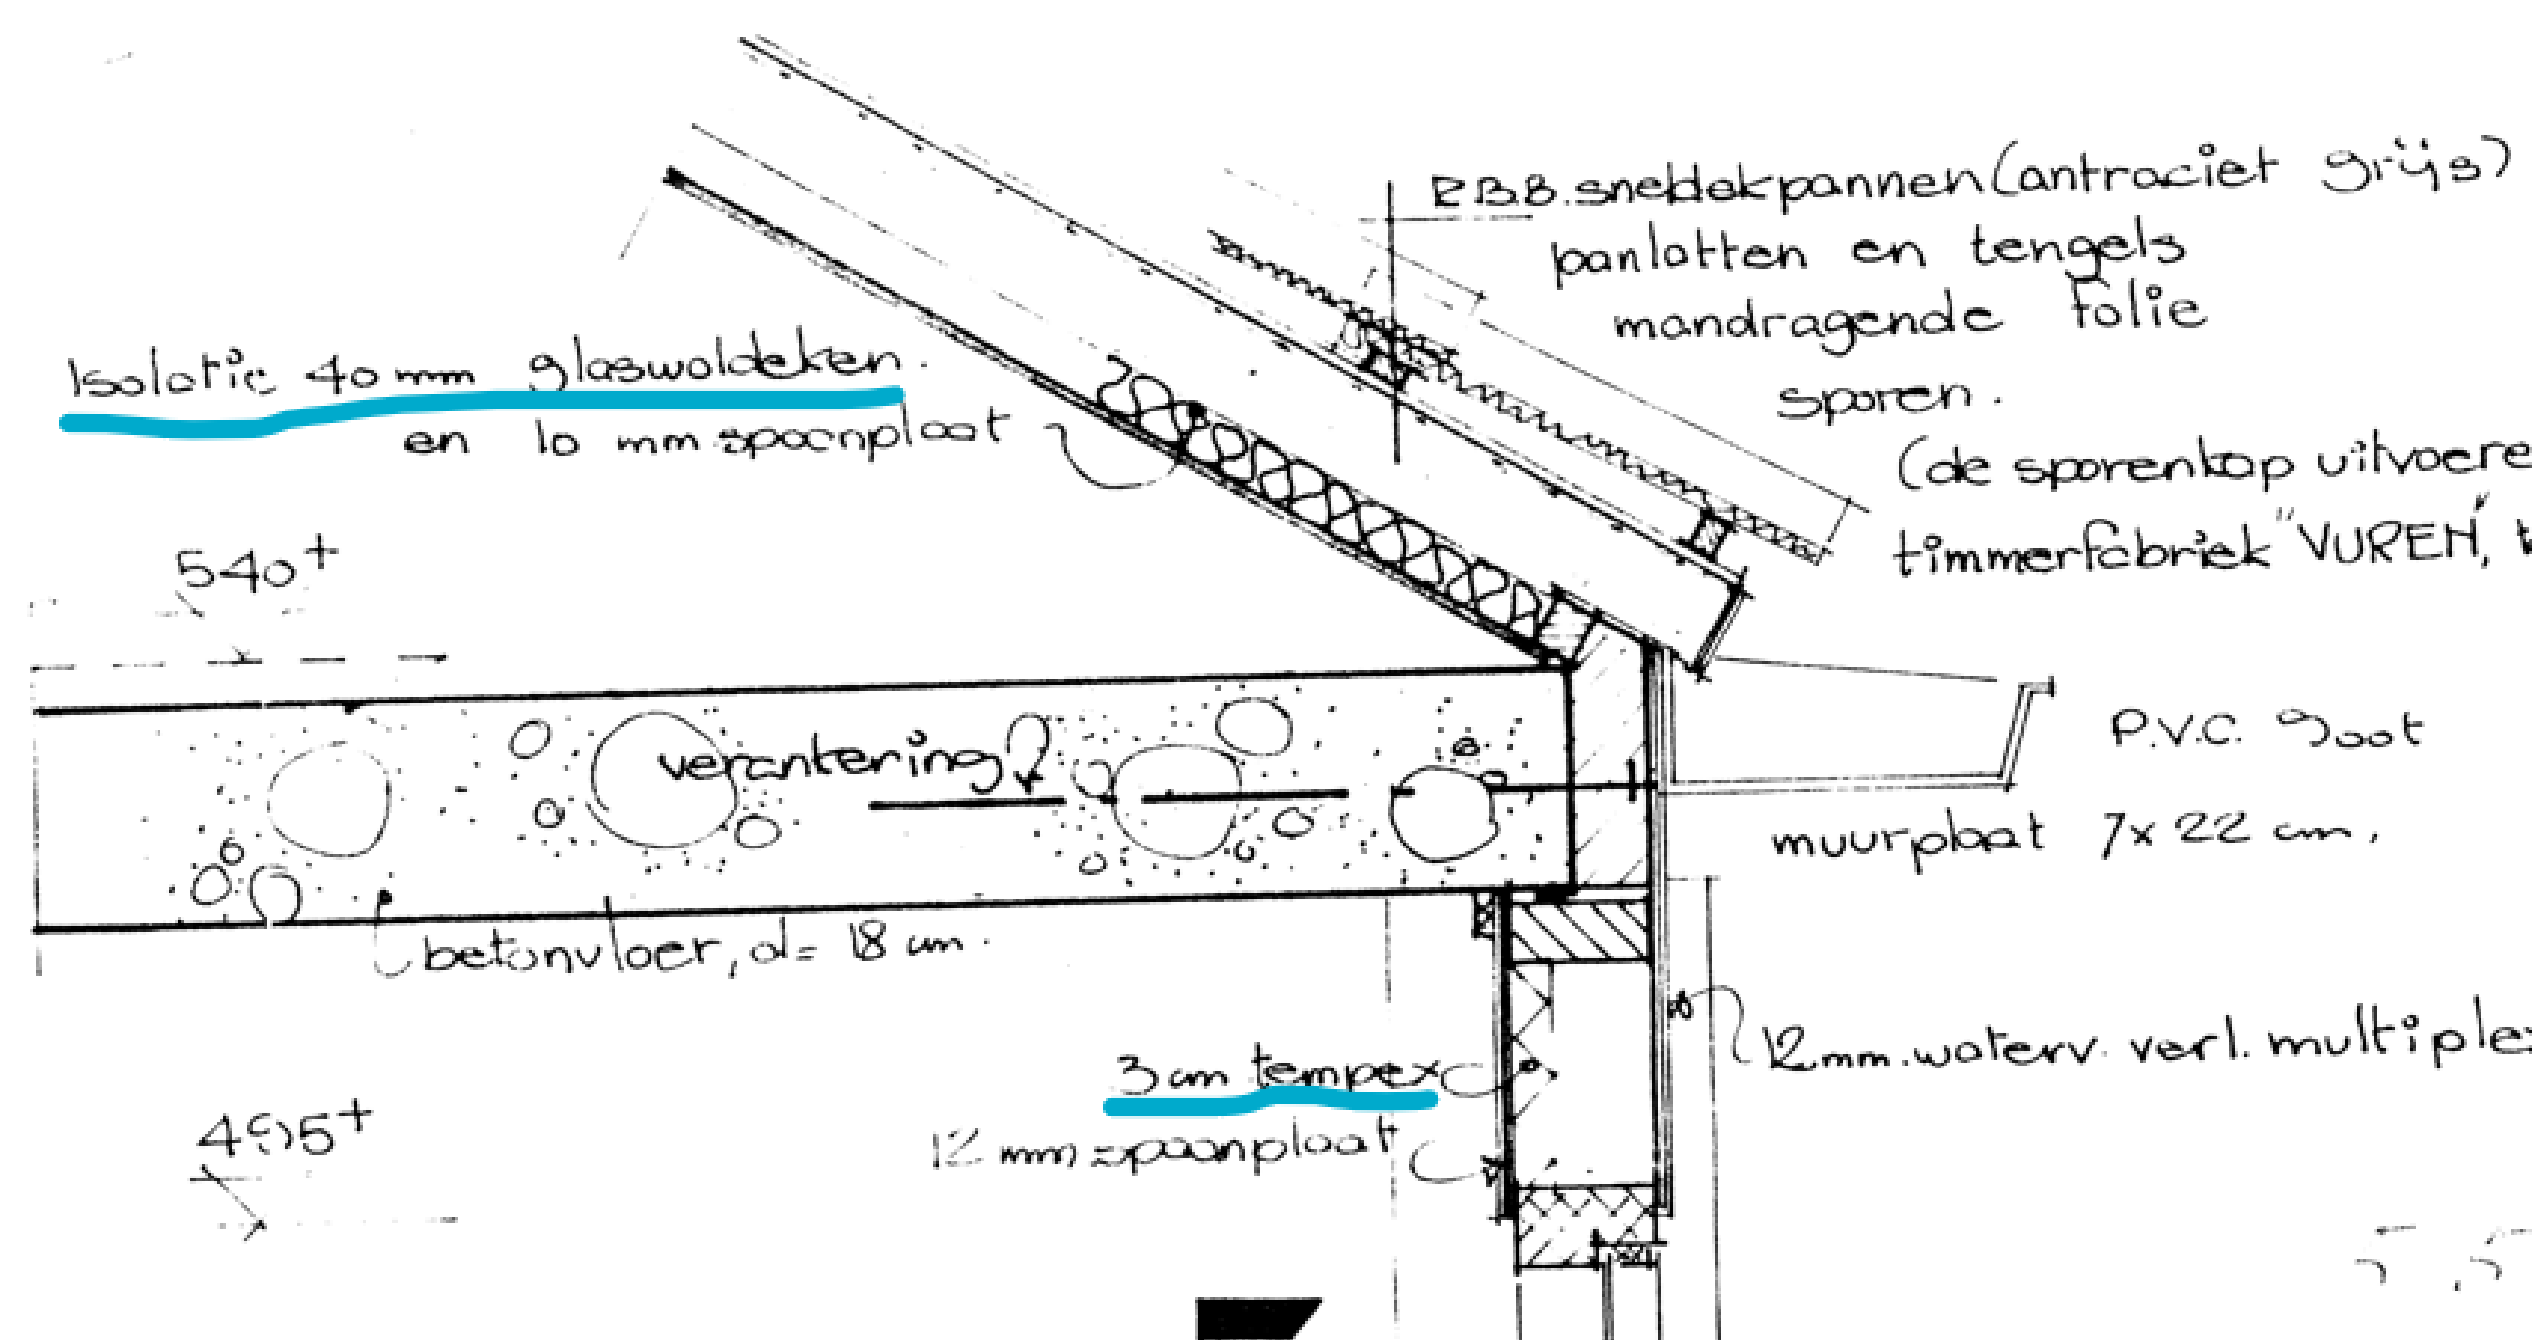 RBB.sneldekpannen (antraciet grijs)
panlatten en tengels
mandragende folie
sporen.
(de sporenkop uitvoere
timmerfabriek "VUREN",
Isolatie 40 mm glaswoldeken.
en 10 mm spaanplaat
540+
P.V.C. goot
verankering
muurplaat 7x22 cm.
betonvloer, d= 18 cm.
12mm.waterv. verl. multiplex
3 cm tempex
12 mm spaanplaat
495+